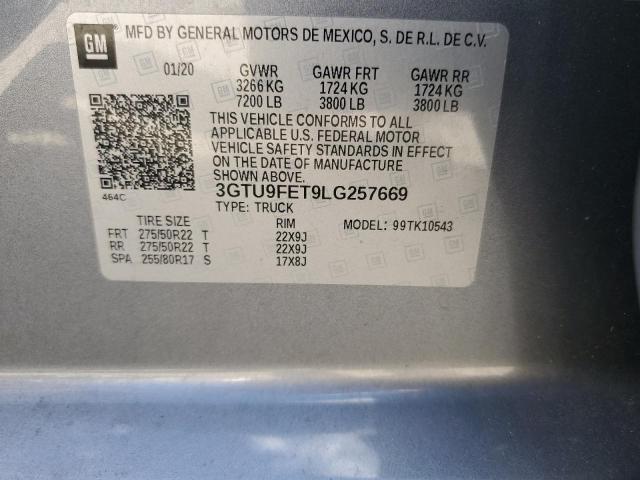 GM MFD BY GENERAL MOTORS DE MEXICO, S. DE R.L. DE C.V.
01/20 GVWR GAWR FRT GAWR RR
3266 KG 1724 KG 1724 KG
7200 LB 3800 LB 3800 LB
THIS VEHICLE CONFORMS TO ALL
APPLICABLE U.S. FEDERAL MOTOR
VEHICLE SAFETY STANDARDS IN EFFECT
ON THE DATE OF MANUFACTURE
SHOWN ABOVE.
464C 3GTU9FET9LG257669
TYPE: TRUCK
TIRE SIZE RIM MODEL: 99TK10543
FRT 275/50R22 T 22X9J
RR 275/50R22 T 22X9J
SPA 255/80R17 S 17X8J